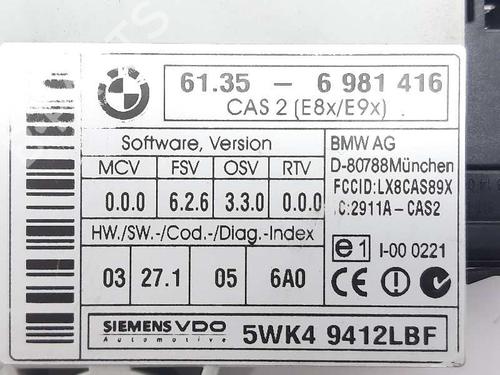 61.35 - 6 981 416
CAS 2 (E8x/E9x)
Software, Version
MCV FSV OSV RTV
0.0.0 6.2.6 3.3.0 0.0.0
HW./SW.-/Cod.-/Diag.-Index
03 27.1 05 6A0
BMW AG
D-80788München
FCCID:LX8CAS89X
IC:2911A-CAS2
e1 I-00 0221
CE
SIEMENS VDO
Automotive
5WK4 9412LBF